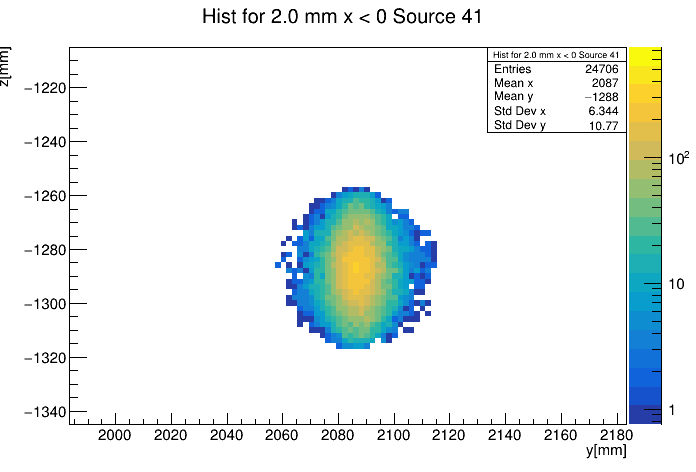 Hist for 2.0 mm x < 0 Source 41
z[mm]
Hist for 2.0 mm x < 0 Source 41
Entries 24706
Mean x 2087
Mean y −1288
Std Dev x 6.344
Std Dev y 10.77
−1220
−1240
−1260
−1280
−1300
−1320
−1340
10²
10
1
2000 2020 2040 2060 2080 2100 2120 2140 2160 2180
y[mm]